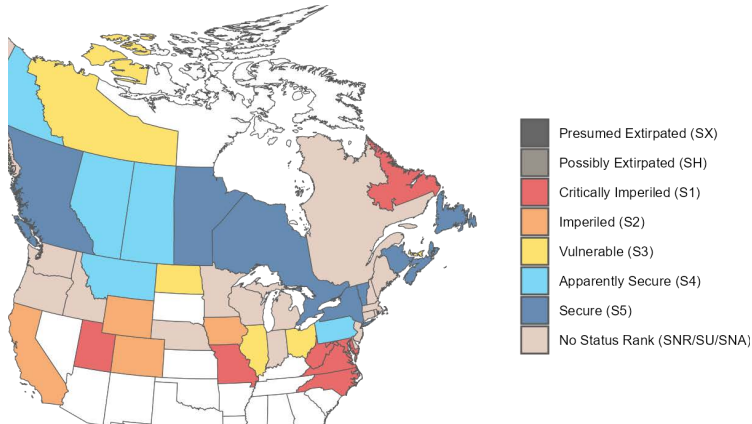 Presumed Extirpated (SX)
Possibly Extirpated (SH)
Critically Imperiled (S1)
Imperiled (S2)
Vulnerable (S3)
Apparently Secure (S4)
Secure (S5)
No Status Rank (SNR/SU/SNA)